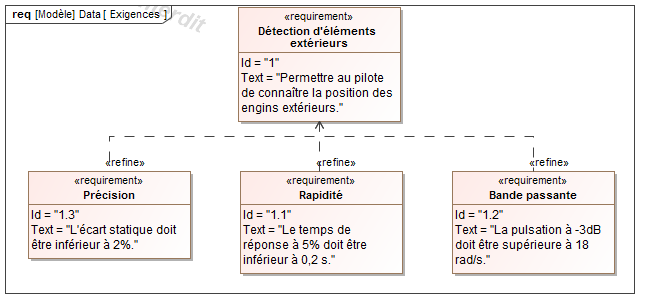 req [Modèle] Data [ Exigences ]
«requirement»
Détection d'éléments
extérieurs
Id = "1"
Text = "Permettre au pilote
de connaître la position des
engins extérieurs."
«refine»
«refine»
«refine»
«requirement»
Précision
Id = "1.3"
Text = "L'écart statique doit
être inférieur à 2%."
«requirement»
Rapidité
Id = "1.1"
Text = "Le temps de
réponse à 5% doit être
inférieur à 0,2 s."
«requirement»
Bande passante
Id = "1.2"
Text = "La pulsation à -3dB
doit être supérieure à 18
rad/s."